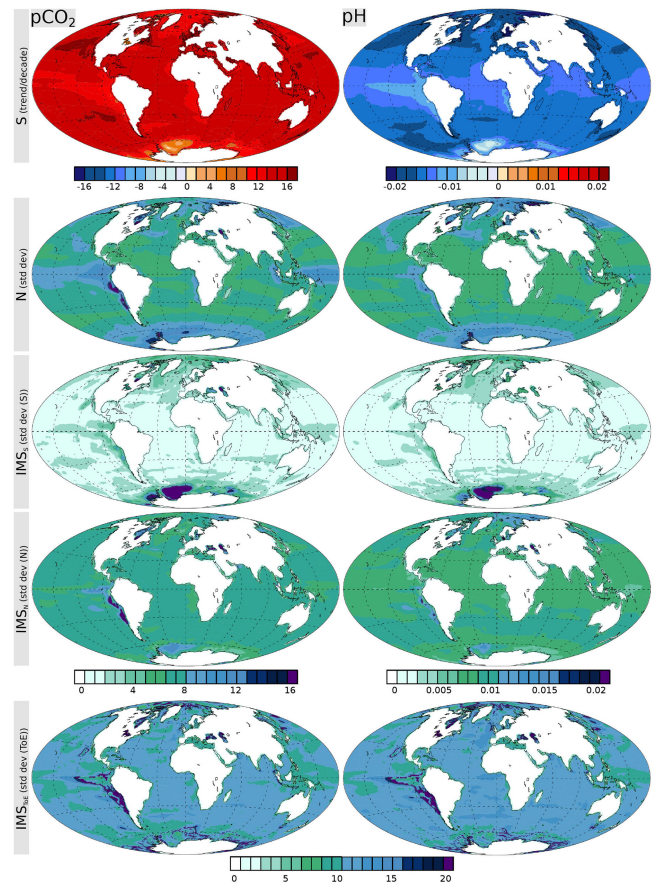 pCO₂ pH
S (trend/decade)
-16 -12 -8 -4 0 4 8 12 16
-0.02 -0.01 0 0.01 0.02
N (std dev)
IMSₛ (std dev (S))
IMS_N (std dev (N))
0 4 8 12 16
0 0.005 0.01 0.015 0.02
IMS_ToE (std dev (ToE))
0 5 10 15 20